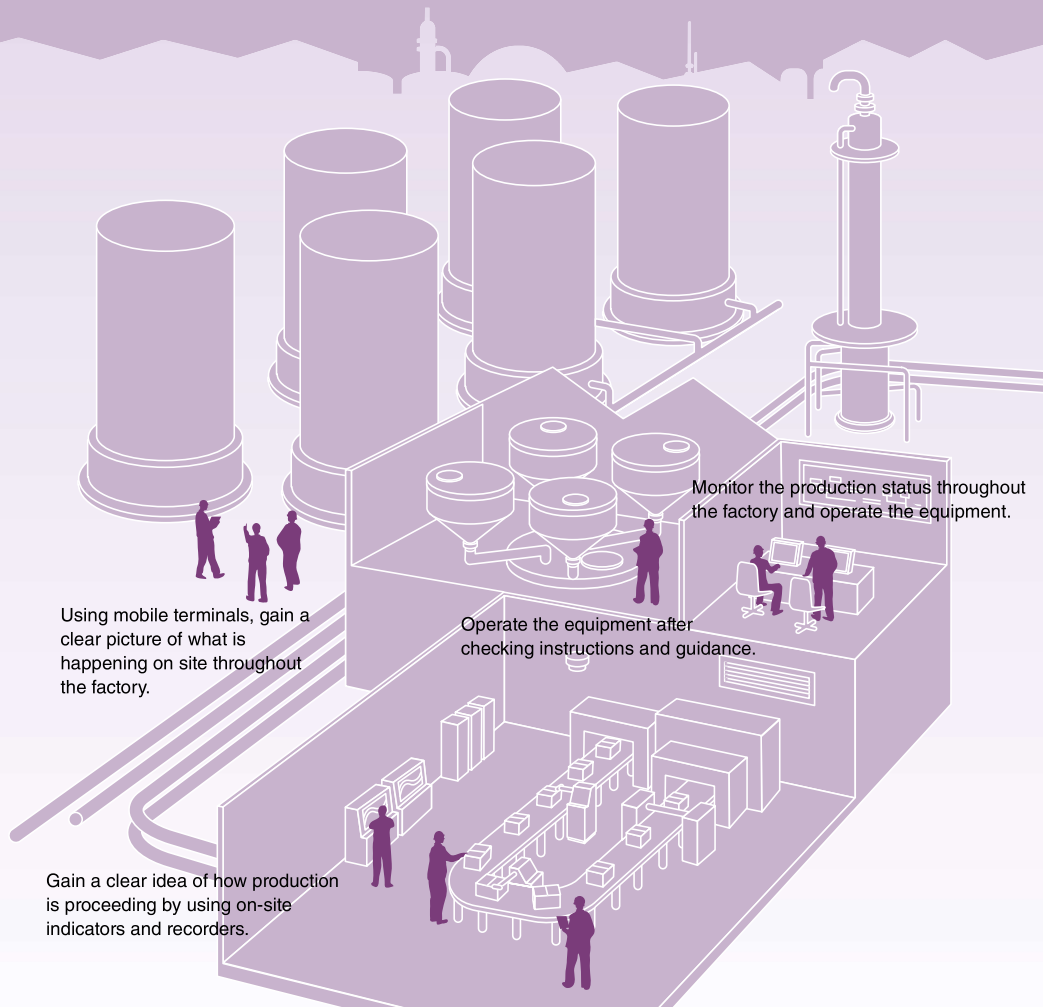 Monitor the production status throughout
the factory and operate the equipment.
Using mobile terminals, gain a
clear picture of what is
happening on site throughout
the factory.
Operate the equipment after
checking instructions and guidance.
Gain a clear idea of how production
is proceeding by using on-site
indicators and recorders.